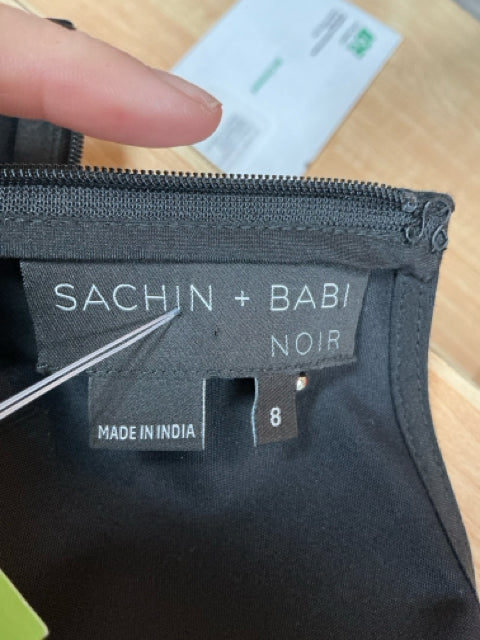 SACHIN + BABI
NOIR
MADE IN INDIA
8